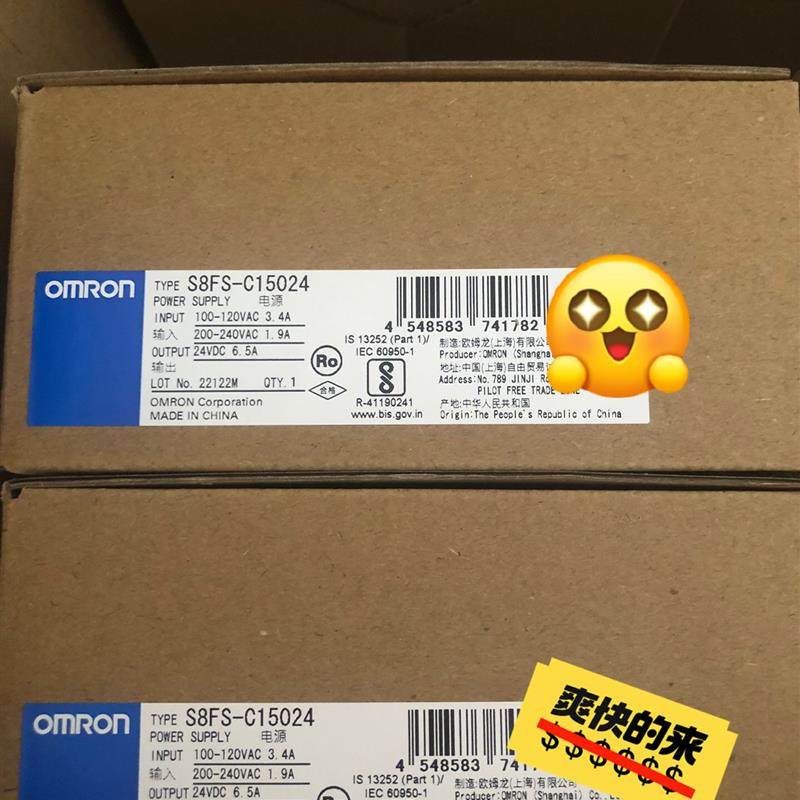 OMRON
TYPE S8FS-C15024
POWER SUPPLY 电源
INPUT 100-120VAC 3.4A
输入 200-240VAC 1.9A
OUTPUT 24VDC 6.5A
输出
LOT No. 22122M QTY. 1
OMRON Corporation
MADE IN CHINA
Ro
合格
IS 13252 (Part 1)/
IEC 60950-1
R-41190241
www.bis.gov.in
4 548583 741782
制造:欧姆龙(上海)有限公
Producer:OMRON (Shangha
地址:中国(上海)自由贸易
Address:No.789 JINJI
PILOT FREE TRADE
产地:中华人民共和国
Origin:The People's Republic of China
OMRON
TYPE S8FS-C15024
POWER SUPPLY 电源
INPUT 100-120VAC 3.4A
输入 200-240VAC 1.9A
OUTPUT 24VDC 6.5A
IS 13252 (Part 1)/
IEC 60950-1
4 548583 741
制造:欧姆龙(上海)有限公
Producer:OMRON (Shanghai) Co.
爽快的来
$$$$$$